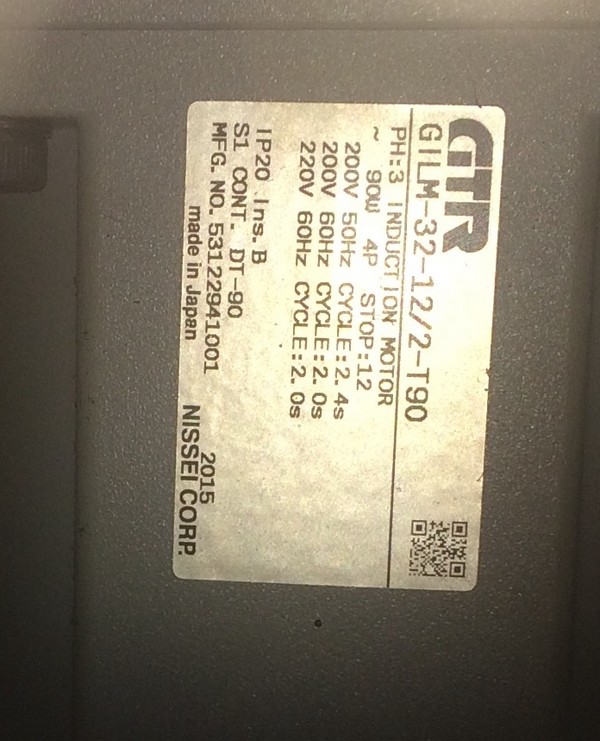 GTR
GILM-32-12/2-T90
PH:3 INDUCTION MOTOR
~ 90W 4P STOP:12
200V 50Hz CYCLE:2.4s
200V 60Hz CYCLE:2.0s
220V 60Hz CYCLE:2.0s
IP20 Ins.B
S1 CONT. DT-90
MFG. NO. 53122941001 2015
made in Japan NISSEI CORP.